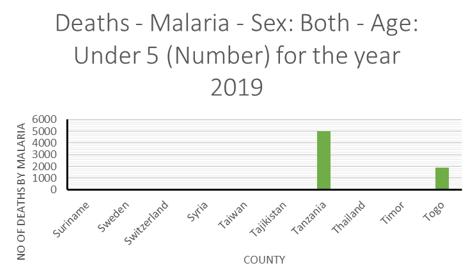 Deaths - Malaria - Sex: Both - Age:
Under 5 (Number) for the year
2019
NO OF DEATHS BY MALARIA
6000
5000
4000
3000
2000
1000
0
Suriname
Sweden
Switzerland
Syria
Taiwan
Tajikistan
Tanzania
Thailand
Timor
Togo
COUNTY